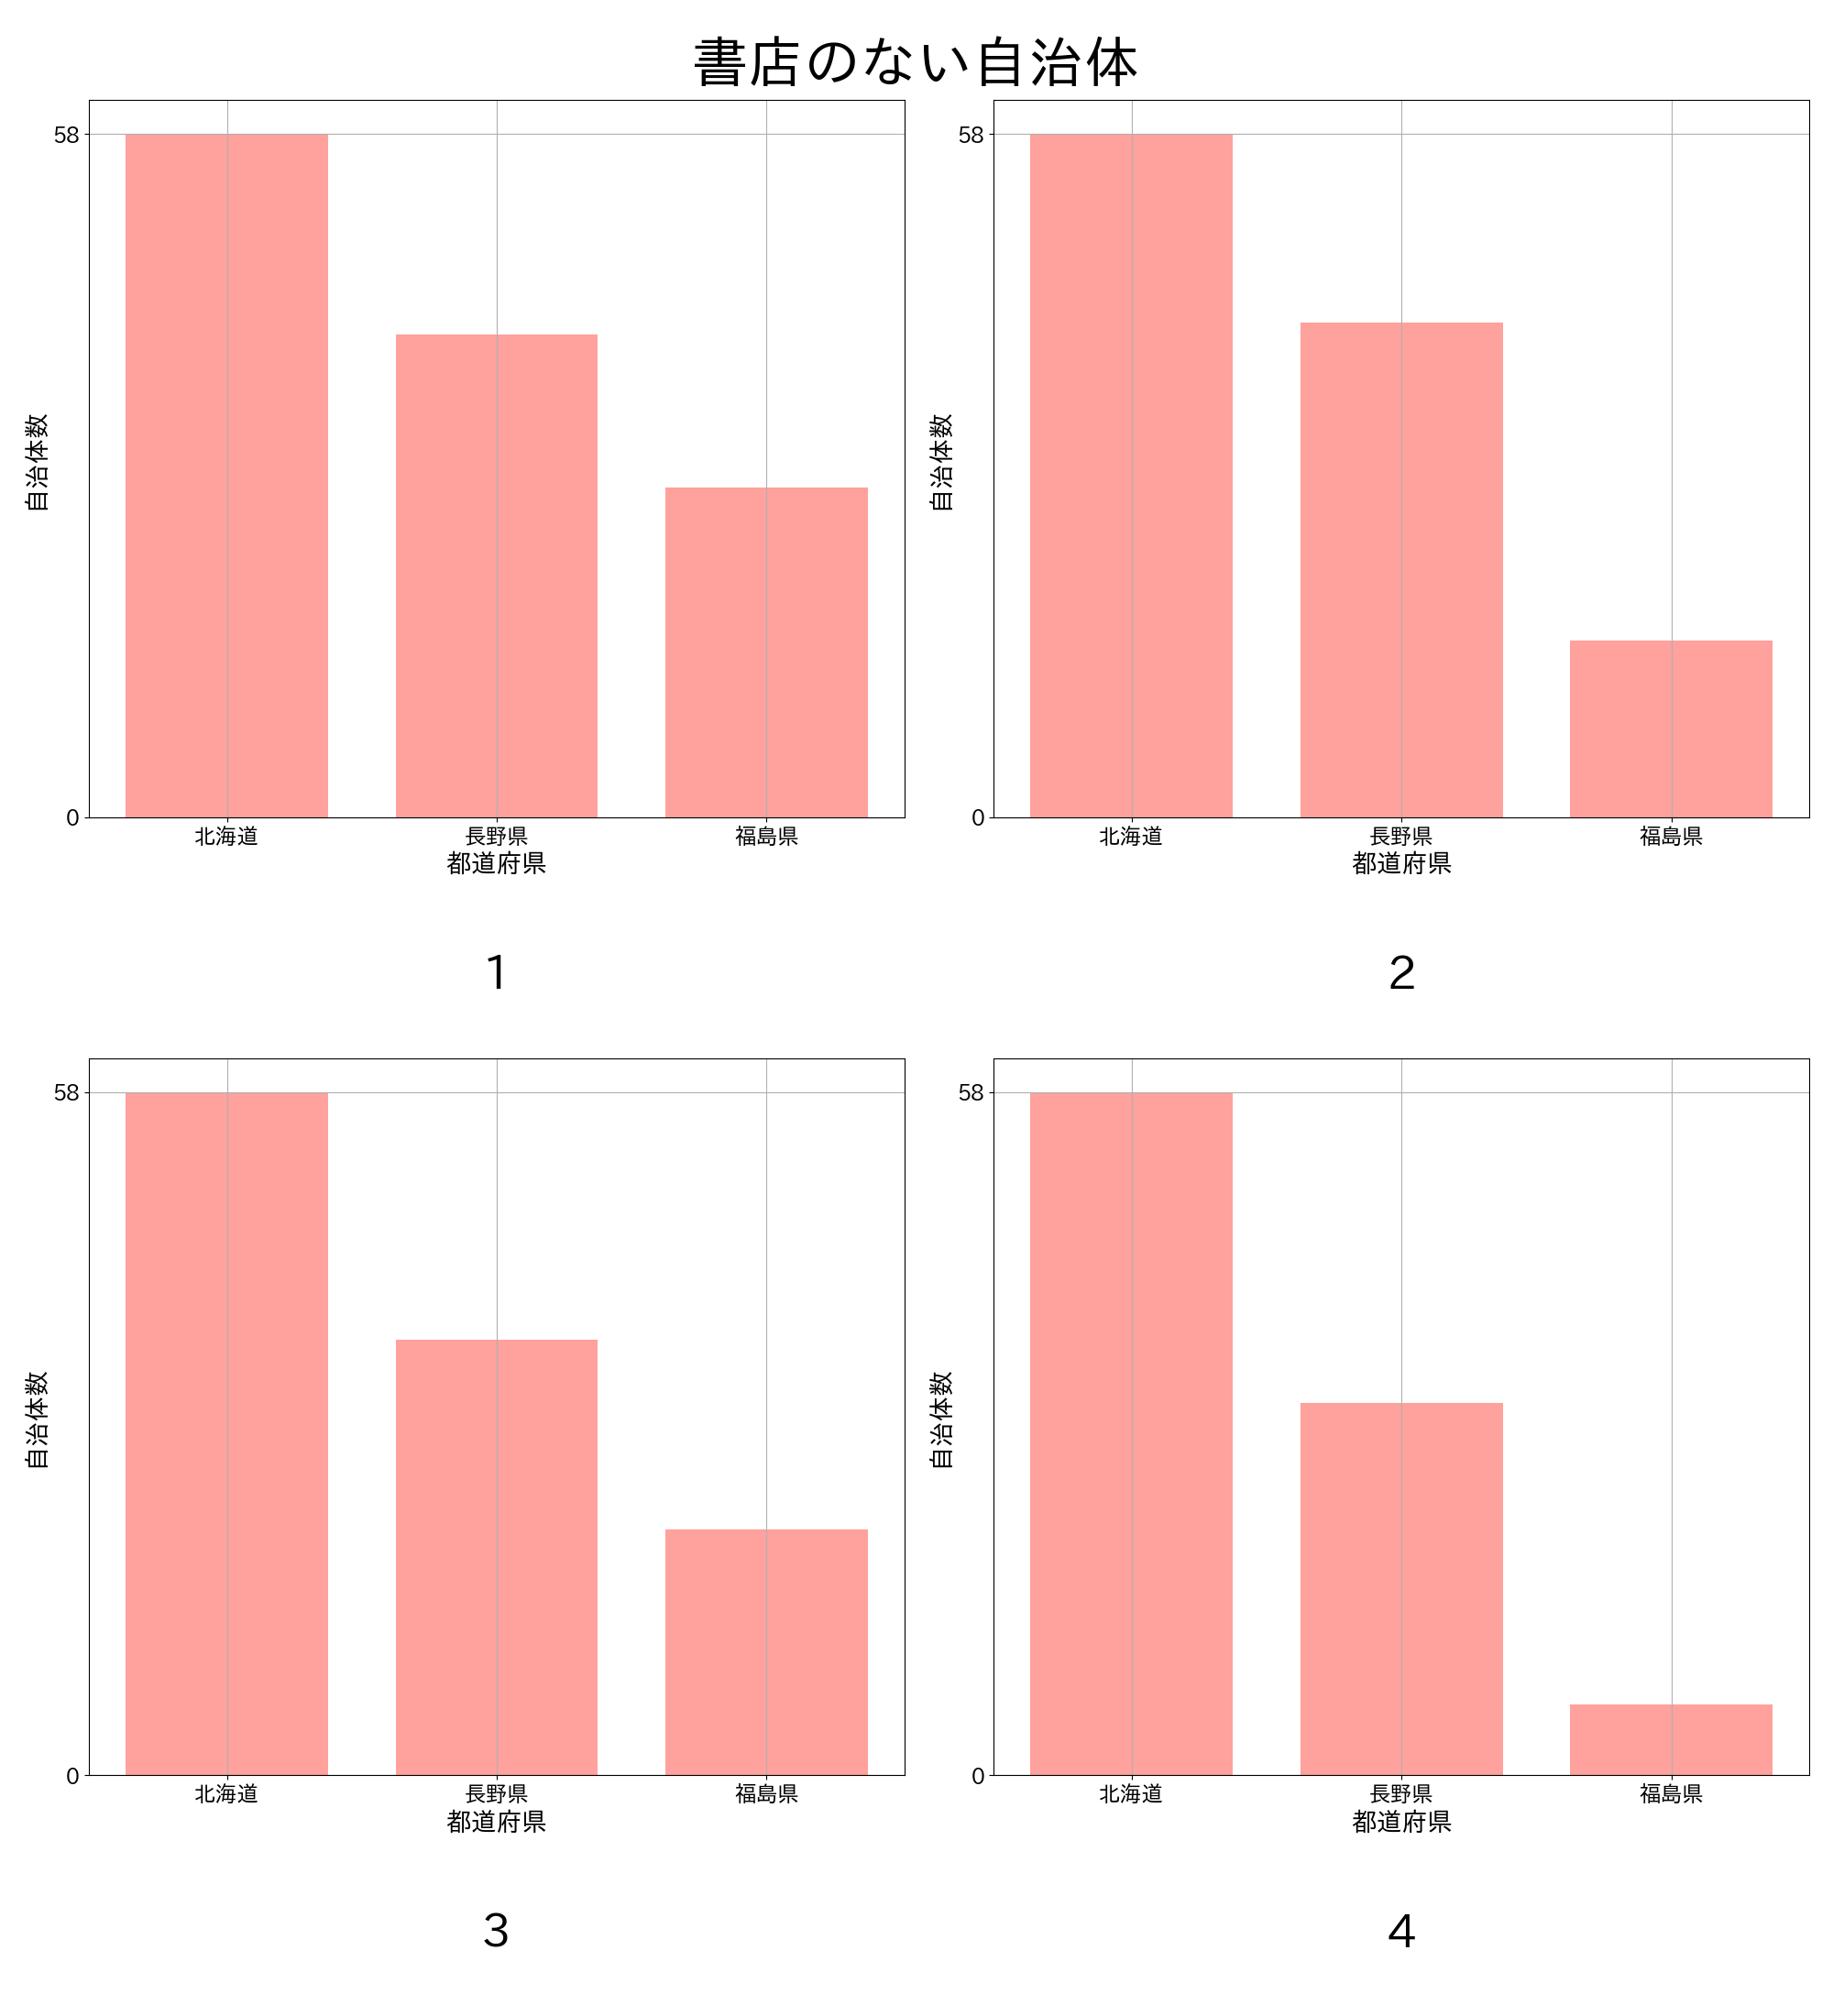 書店のない自治体
58
0
自治体数
北海道 長野県 福島県
都道府県
1
58
0
自治体数
北海道 長野県 福島県
都道府県
2
58
0
自治体数
北海道 長野県 福島県
都道府県
3
58
0
自治体数
北海道 長野県 福島県
都道府県
4